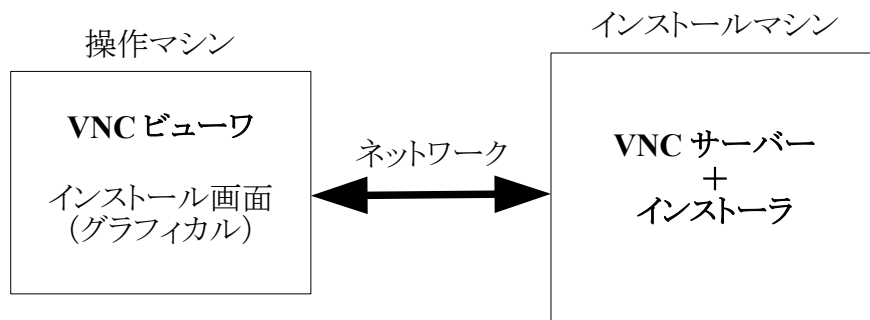 操作マシン
VNC ビューワ
インストール画面
(グラフィカル)
ネットワーク
インストールマシン
VNC サーバー
+
インストーラ